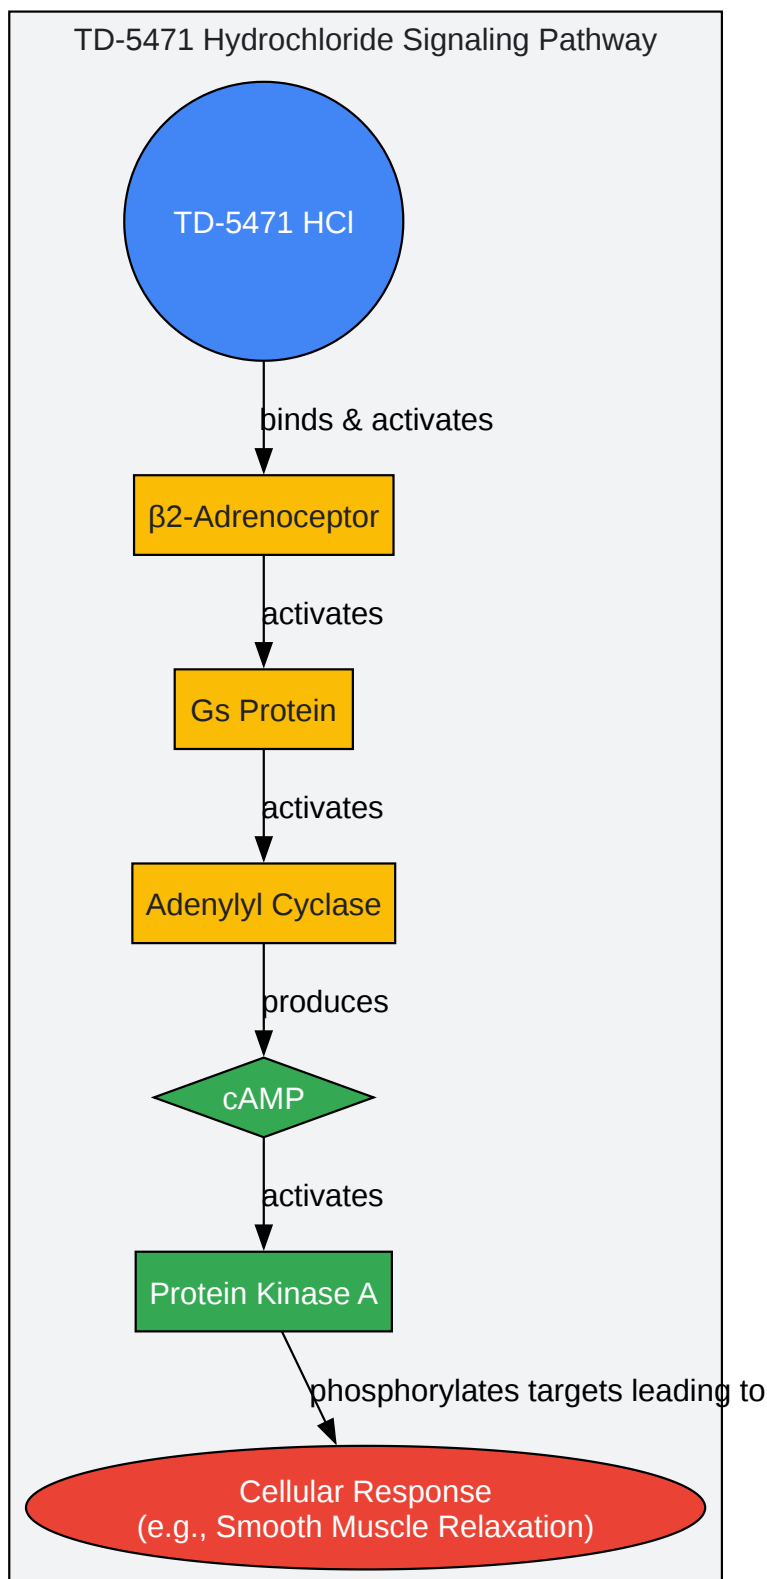 TD-5471 Hydrochloride Signaling Pathway
TD-5471 HCl
binds & activates
β2-Adrenoceptor
activates
Gs Protein
activates
Adenylyl Cyclase
produces
cAMP
activates
Protein Kinase A
phosphorylates targets leading to
Cellular Response
(e.g., Smooth Muscle Relaxation)